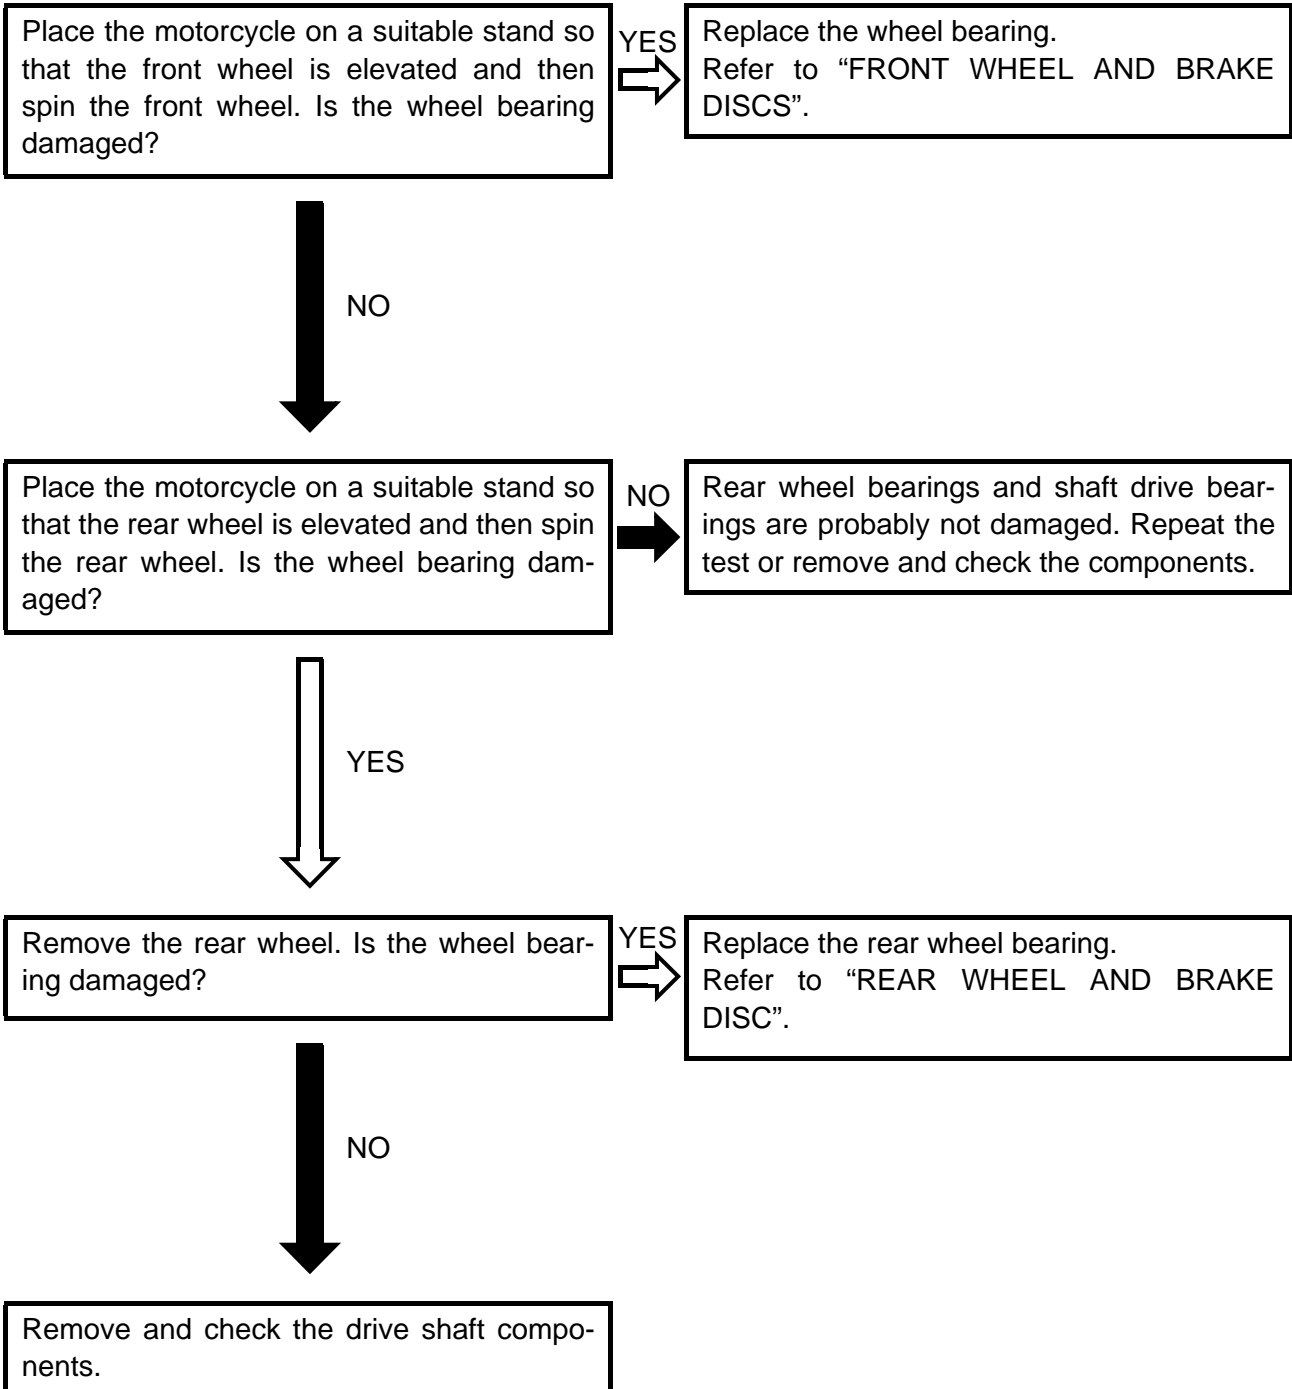 Place the motorcycle on a suitable stand so
that the front wheel is elevated and then
spin the front wheel. Is the wheel bearing
damaged?
YES
Replace the wheel bearing.
Refer to “FRONT WHEEL AND BRAKE
DISCS”.
NO
Place the motorcycle on a suitable stand so
that the rear wheel is elevated and then spin
the rear wheel. Is the wheel bearing dam-
aged?
NO
Rear wheel bearings and shaft drive bear-
ings are probably not damaged. Repeat the
test or remove and check the components.
YES
Remove the rear wheel. Is the wheel bear-
ing damaged?
YES
Replace the rear wheel bearing.
Refer to “REAR WHEEL AND BRAKE
DISC”.
NO
Remove and check the drive shaft compo-
nents.